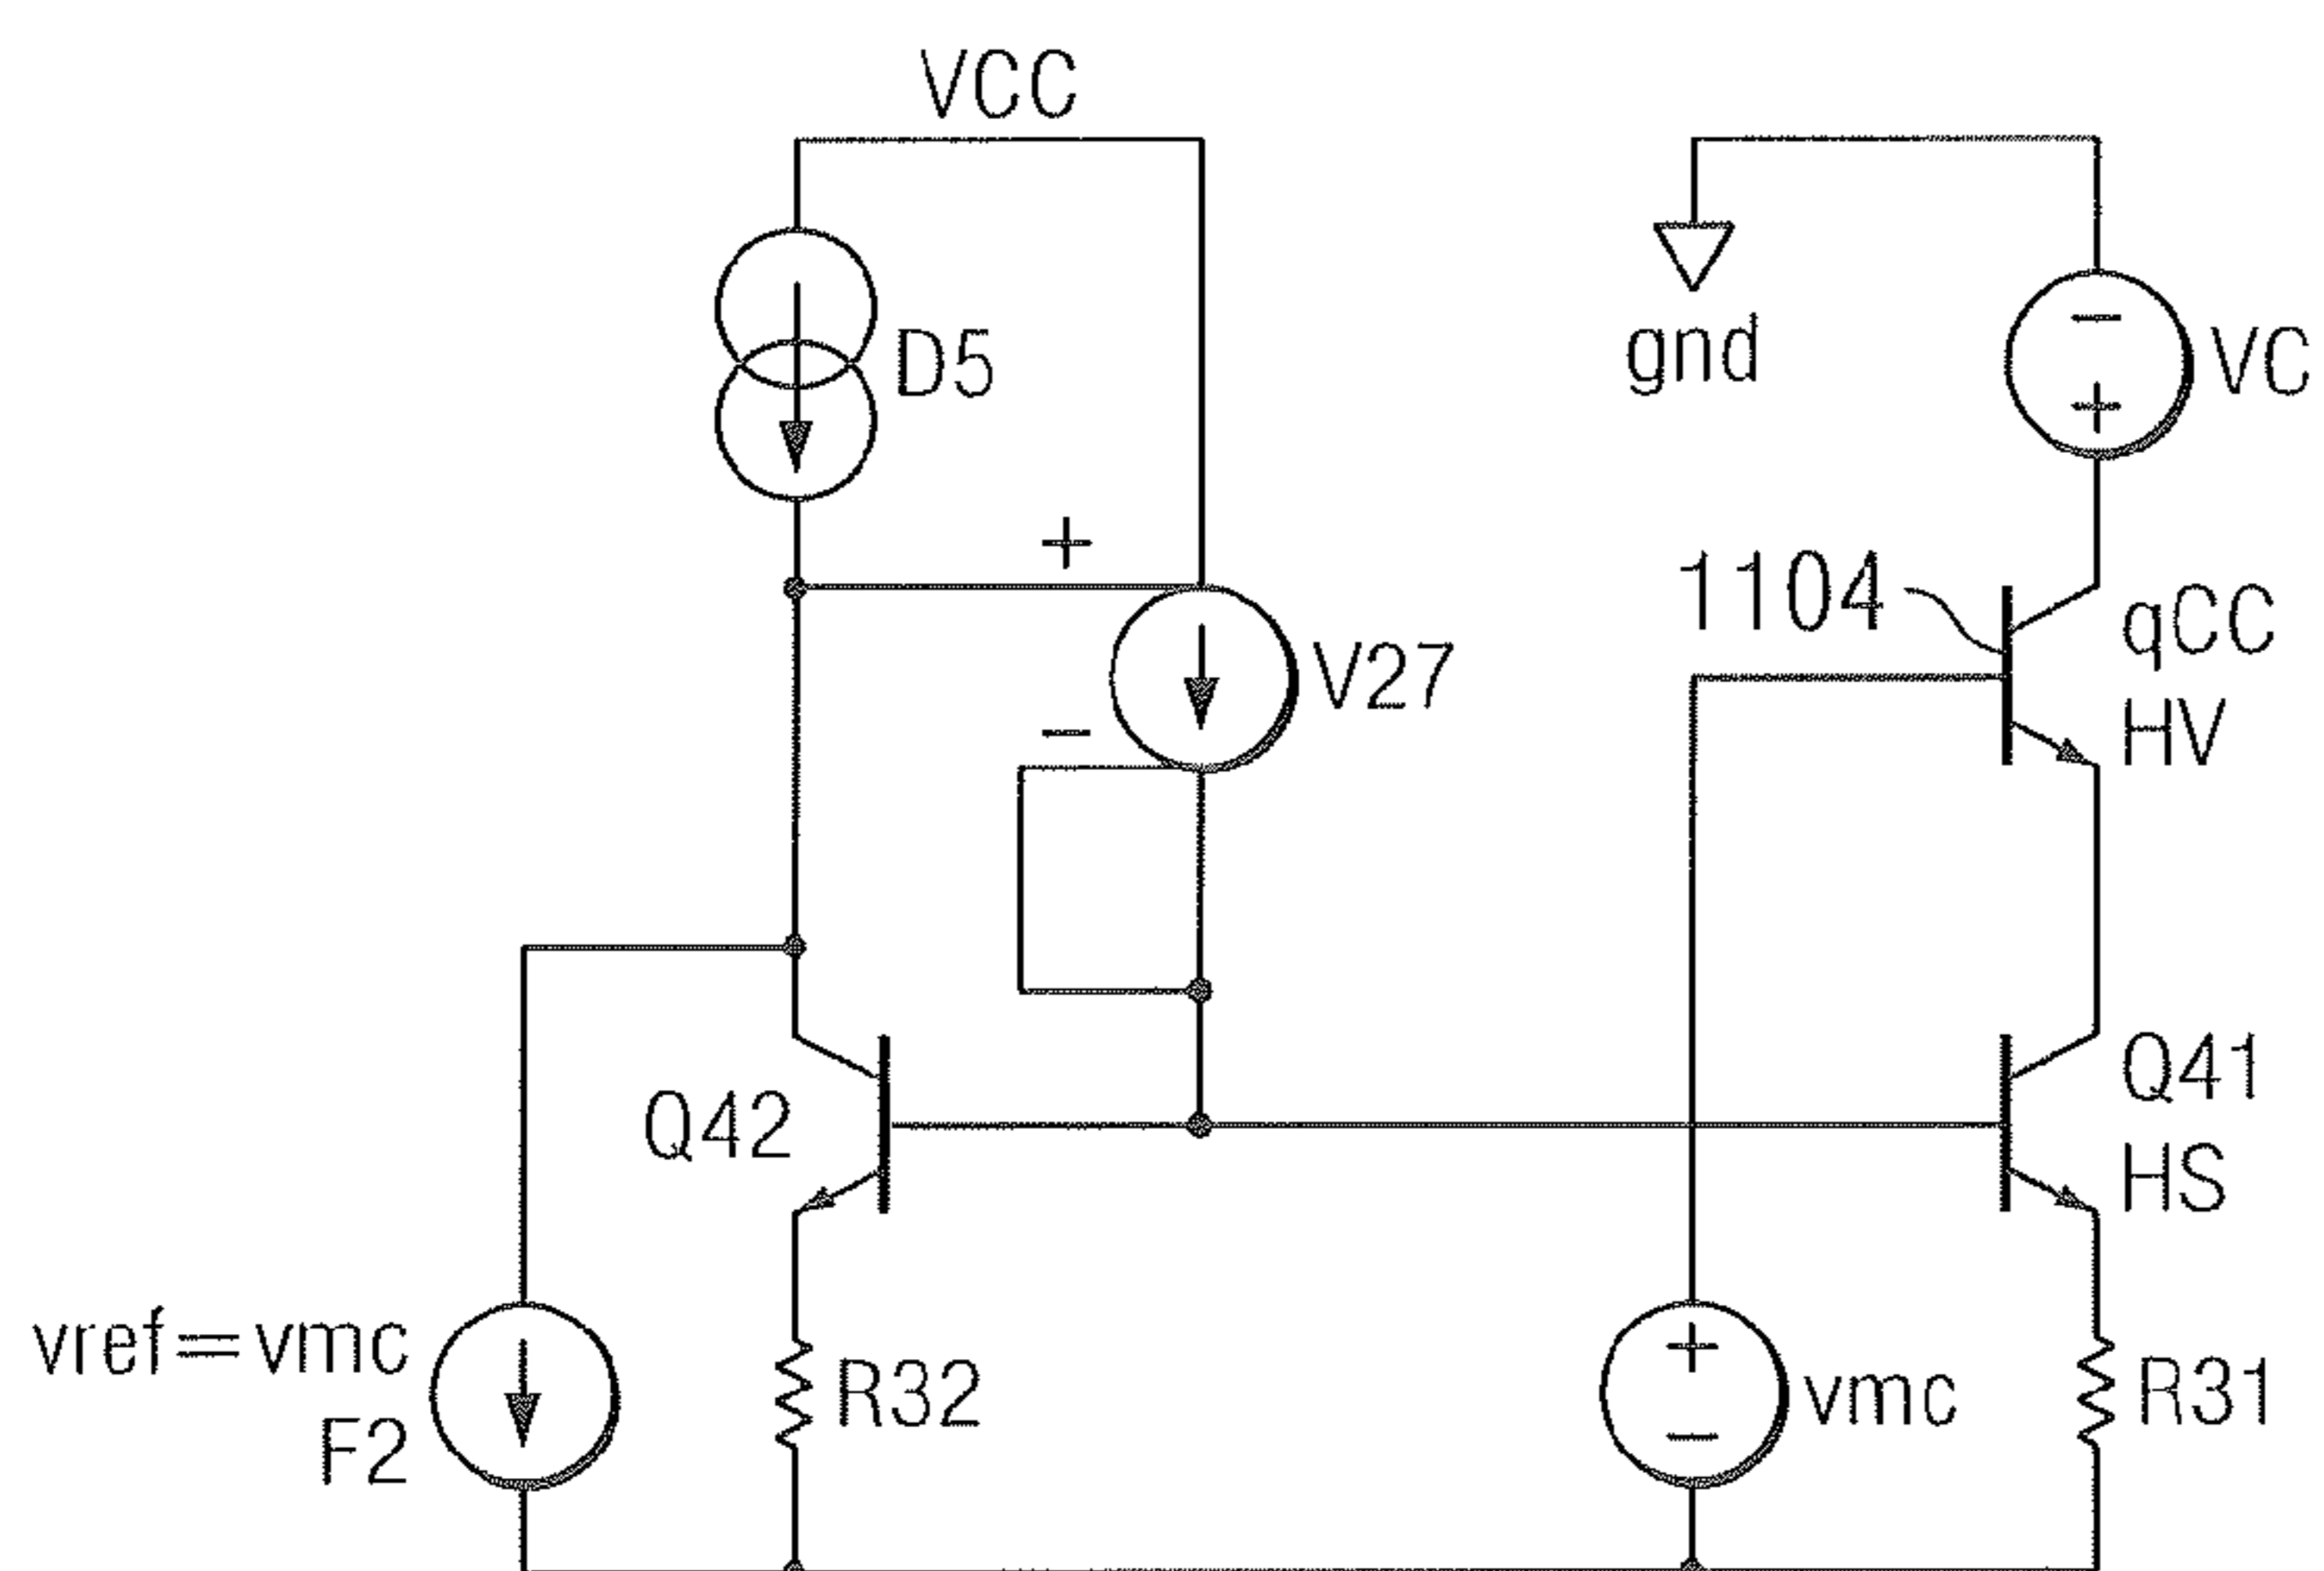 VCC
D5
gnd
VC
+
1104
qCC
HV
V27
−
Q42
Q41
HS
vref=vmc
F2
R32
vmc
R31